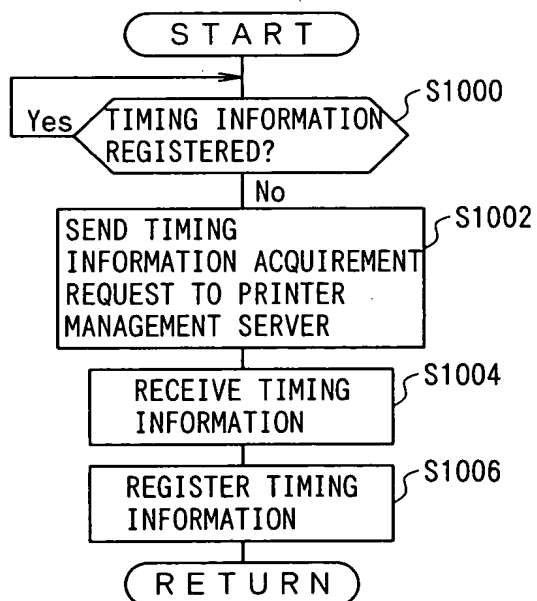 START
Yes
TIMING INFORMATION
REGISTERED?
S1000
No
SEND TIMING
INFORMATION ACQUIREMENT
REQUEST TO PRINTER
MANAGEMENT SERVER
S1002
RECEIVE TIMING
INFORMATION
S1004
REGISTER TIMING
INFORMATION
S1006
RETURN